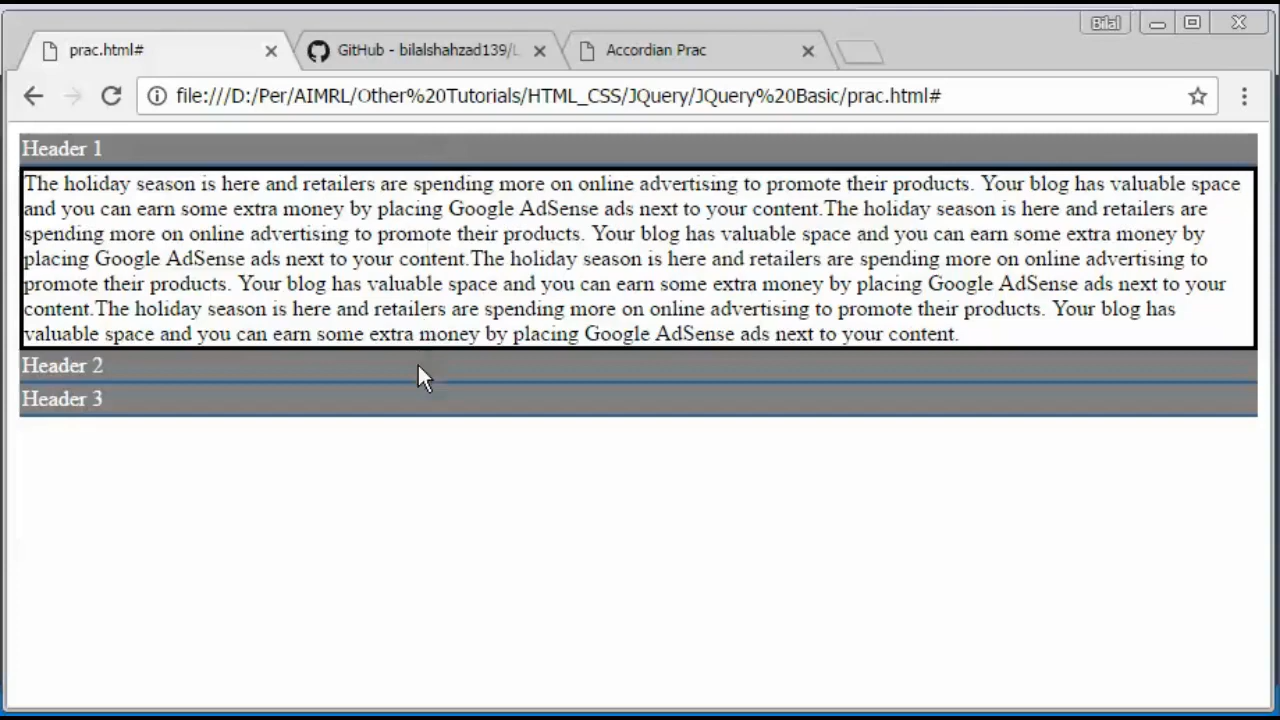 Bilal
prac.html#
GitHub - bilalshahzad139/L
Accordian Prac
file:///D:/Per/AIMRL/Other%20Tutorials/HTML_CSS/JQuery/JQuery%20Basic/prac.html#
Header 1
The holiday season is here and retailers are spending more on online advertising to promote their products. Your blog has valuable space
and you can earn some extra money by placing Google AdSense ads next to your content.The holiday season is here and retailers are
spending more on online advertising to promote their products. Your blog has valuable space and you can earn some extra money by
placing Google AdSense ads next to your content.The holiday season is here and retailers are spending more on online advertising to
promote their products. Your blog has valuable space and you can earn some extra money by placing Google AdSense ads next to your
content.The holiday season is here and retailers are spending more on online advertising to promote their products. Your blog has
valuable space and you can earn some extra money by placing Google AdSense ads next to your content.
Header 2
Header 3